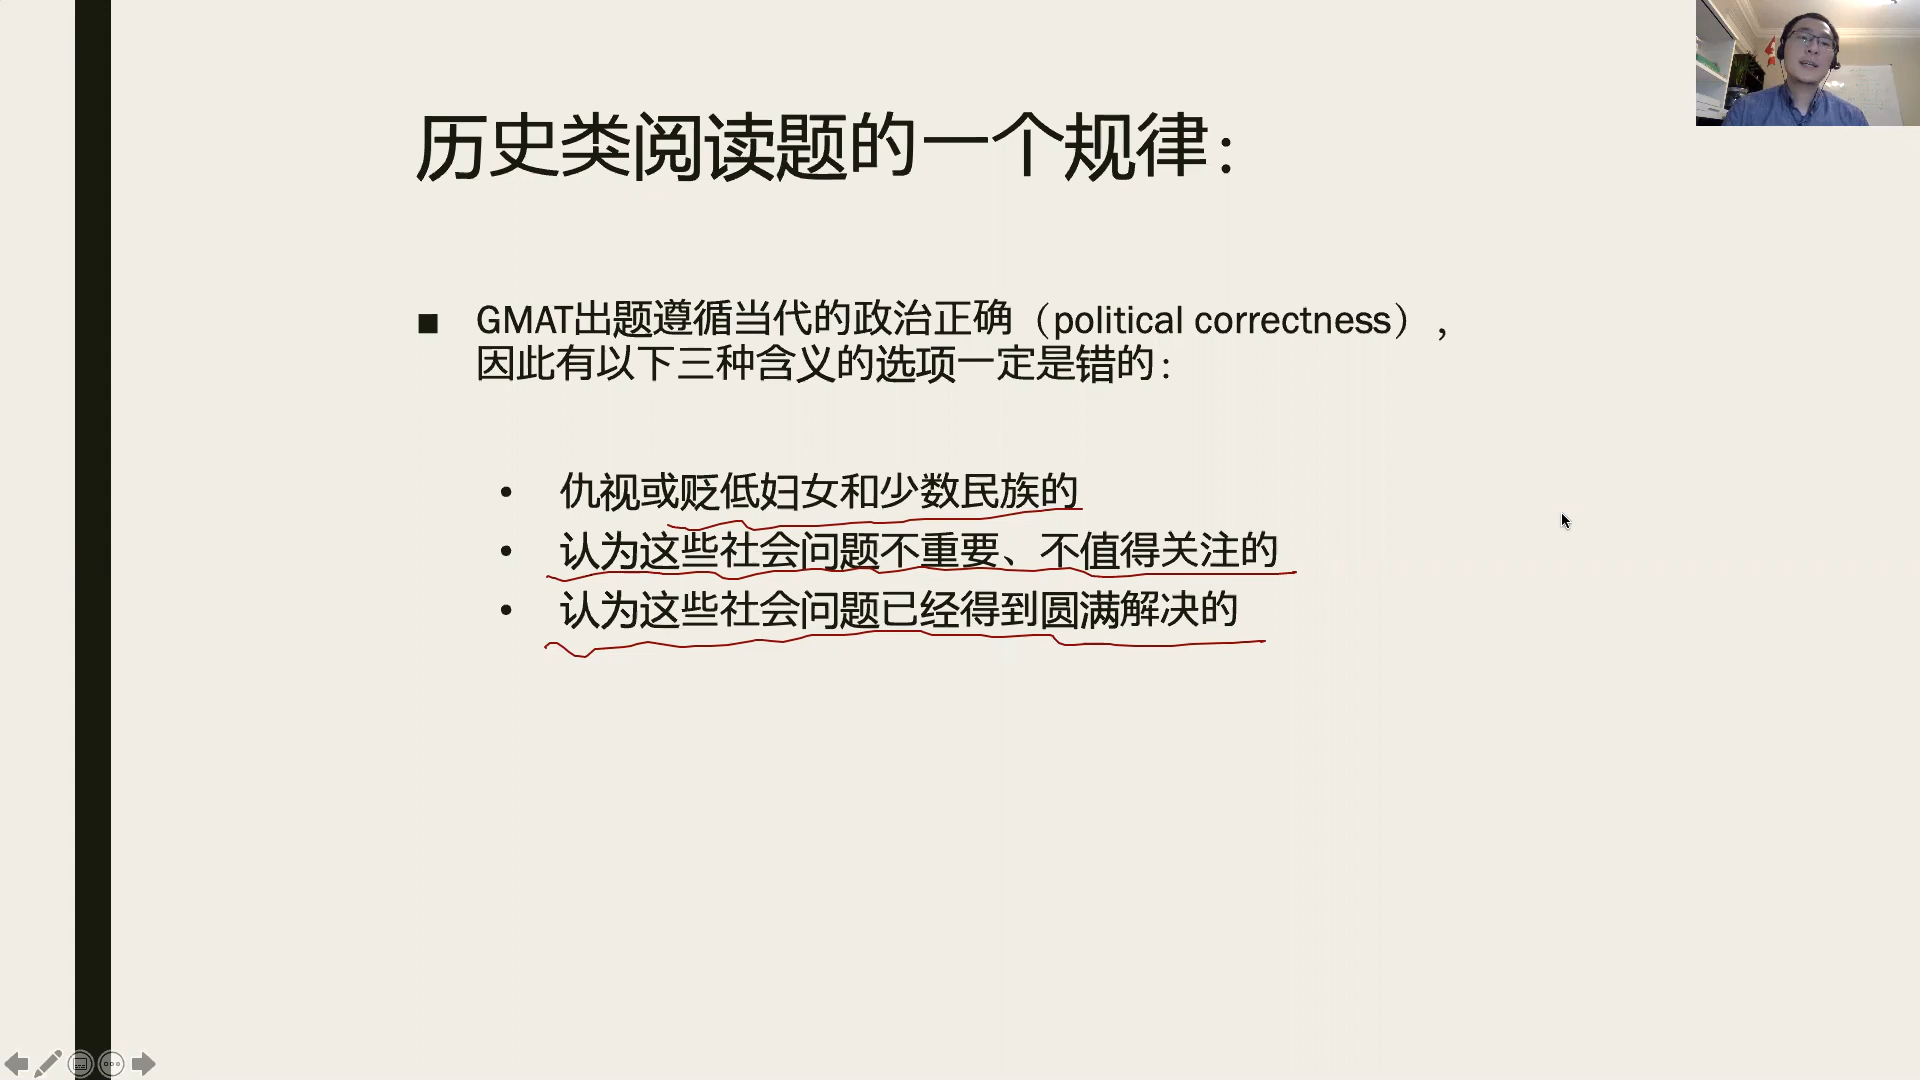 历史类阅读题的一个规律：
■ GMAT出题遵循当代的政治正确（political correctness），
因此有以下三种含义的选项一定是错的：
• 仇视或贬低妇女和少数民族的
• 认为这些社会问题不重要、不值得关注的
• 认为这些社会问题已经得到圆满解决的